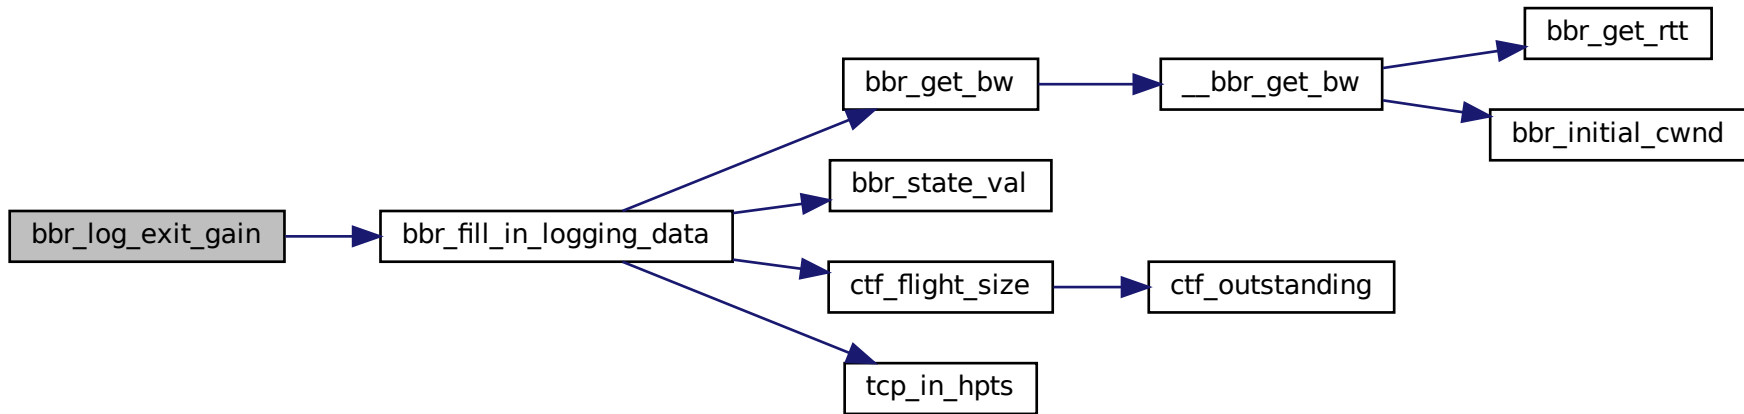 bbr_get_rtt
bbr_get_bw
__bbr_get_bw
bbr_initial_cwnd
bbr_state_val
bbr_log_exit_gain
bbr_fill_in_logging_data
ctf_flight_size
ctf_outstanding
tcp_in_hpts